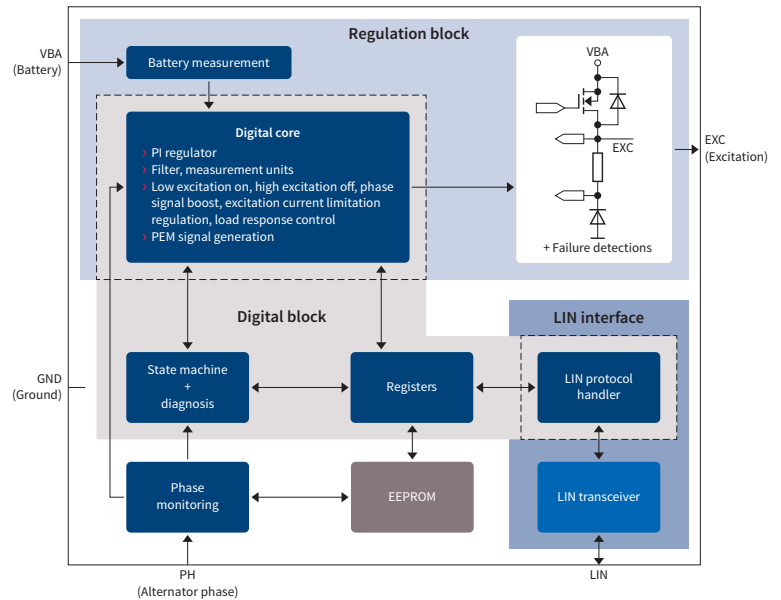 Regulation block
VBA
(Battery)
Battery measurement
VBA
Digital core
› PI regulator
› Filter, measurement units
› Low excitation on, high excitation off, phase
signal boost, excitation current limitation
regulation, load response control
› PEM signal generation
EXC
EXC
(Excitation)
+ Failure detections
Digital block
LIN interface
GND
(Ground)
State machine
+
diagnosis
Registers
LIN protocol
handler
Phase
monitoring
EEPROM
LIN transceiver
PH
(Alternator phase)
LIN